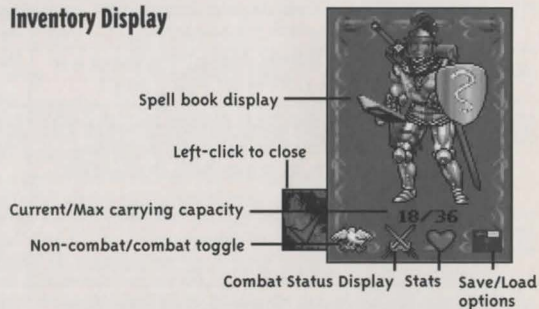 Inventory Display
Spell book display
Left-click to close
Current/Max carrying capacity
18/36
Non-combat/combat toggle
Combat Status Display
Stats
Save/Load
options